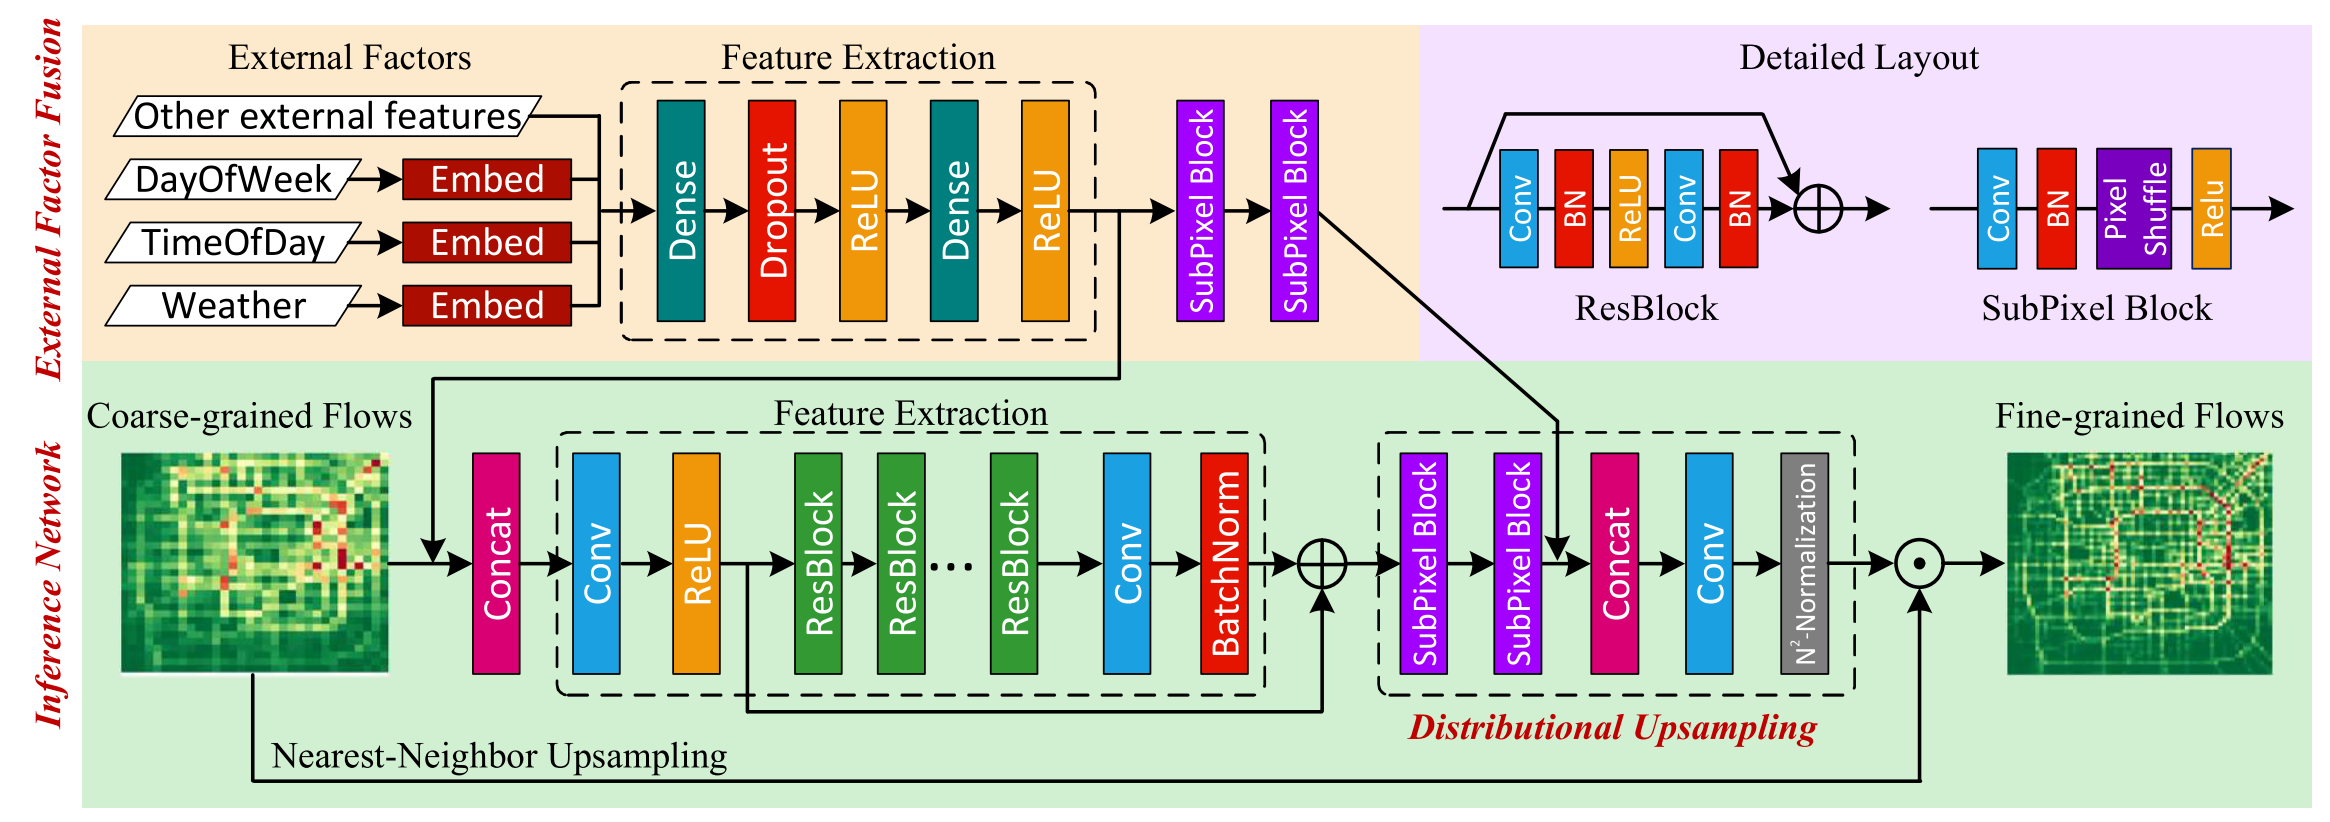 External Factor Fusion
External Factors
Other external features
DayOfWeek
Embed
TimeOfDay
Embed
Weather
Embed
Feature Extraction
Dense
Dropout
ReLU
Dense
ReLU
SubPixel Block
SubPixel Block
Detailed Layout
Conv
BN
ReLU
Conv
BN
ResBlock
Conv
BN
Pixel
Shuffle
Relu
SubPixel Block
Inference Network
Coarse-grained Flows
Concat
Feature Extraction
Conv
ReLU
ResBlock
ResBlock
...
ResBlock
Conv
BatchNorm
SubPixel Block
SubPixel Block
Concat
Conv
N²-Normalization
Distributional Upsampling
Fine-grained Flows
Nearest-Neighbor Upsampling